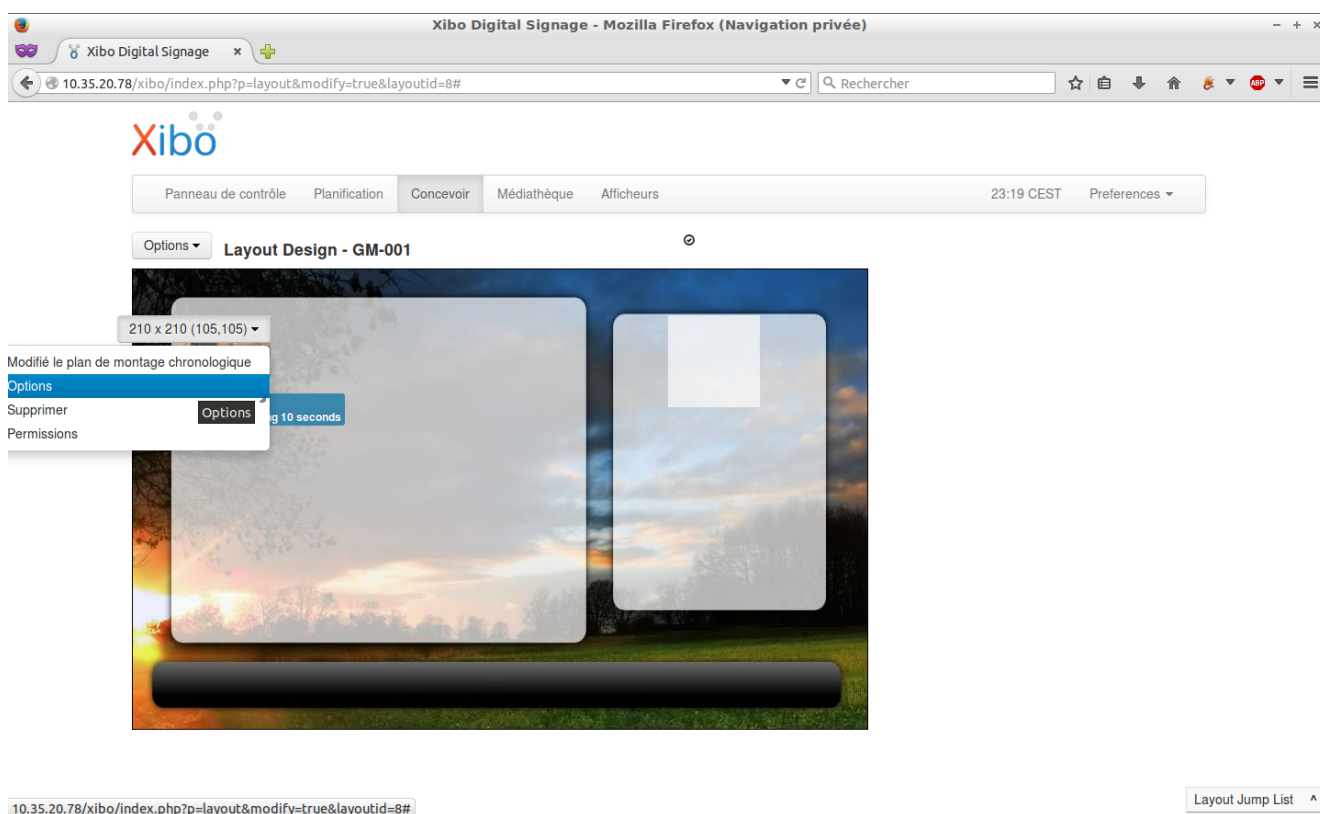 Xibo Digital Signage - Mozilla Firefox (Navigation privée)
Xibo Digital Signage
10.35.20.78/xibo/index.php?p=layout&modify=true&layoutid=8#
Rechercher
ABP
Xibo
Panneau de contrôle Planification Concevoir Médiathèque Afficheurs 23:19 CEST Preferences
Options Layout Design - GM-001
210 x 210 (105,105)
Modifié le plan de montage chronologique
Options
Supprimer
Options
g 10 seconds
Permissions
Layout Jump List
10.35.20.78/xibo/index.php?p=layout&modify=true&layoutid=8#